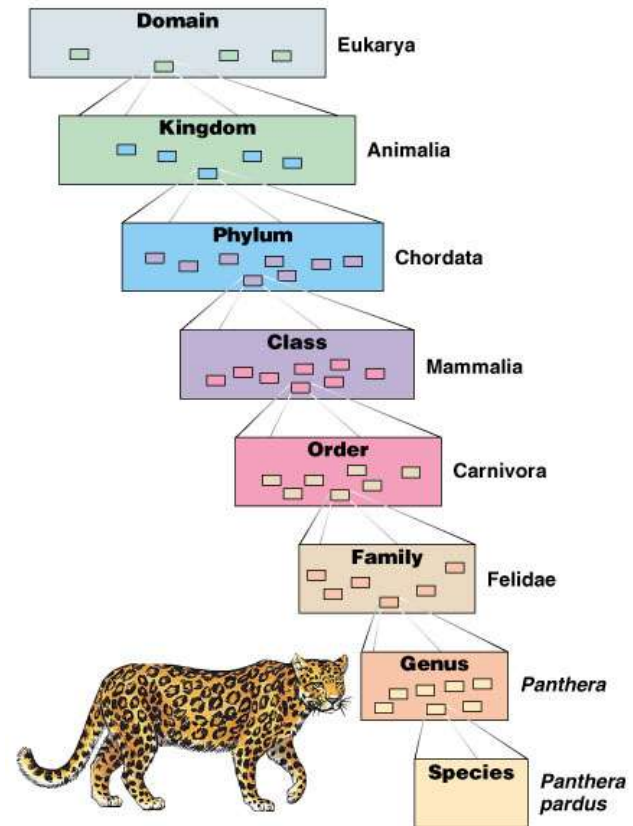 Domain
Eukarya
Kingdom
Animalia
Phylum
Chordata
Class
Mammalia
Order
Carnivora
Family
Felidae
Genus
Panthera
Species
Panthera
pardus